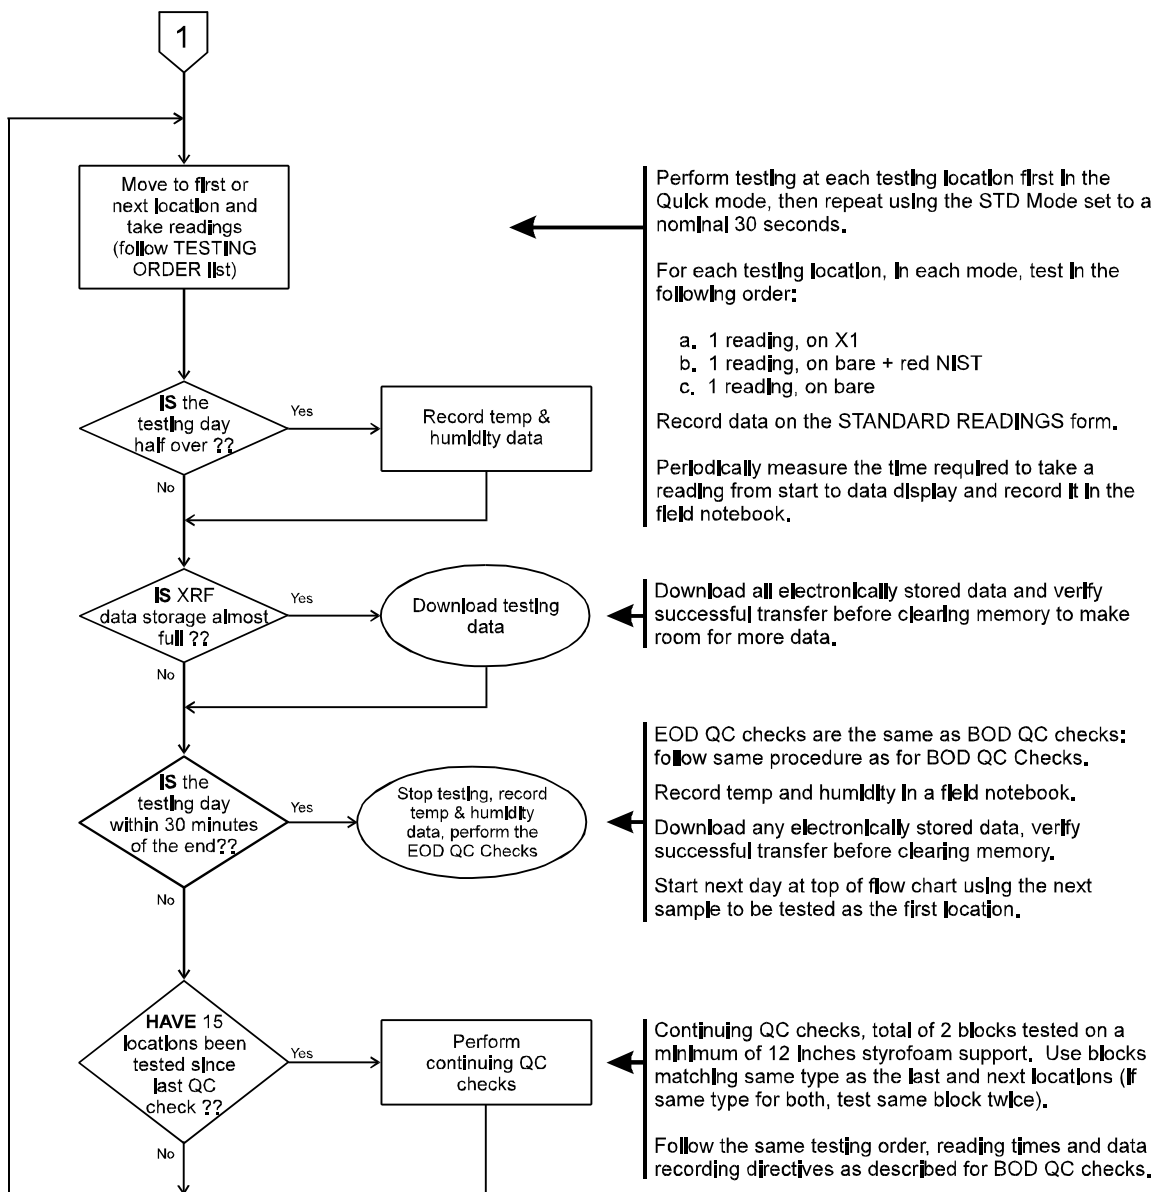 1
Move to first or
next location and
take readings
(follow TESTING
ORDER list)
Perform testing at each testing location first in the
Quick mode, then repeat using the STD Mode set to a
nominal 30 seconds.
For each testing location, in each mode, test in the
following order:
a. 1 reading, on X1
b. 1 reading, on bare + red NIST
c. 1 reading, on bare
Record data on the STANDARD READINGS form.
Periodically measure the time required to take a
reading from start to data display and record it in the
field notebook.
IS the
testing day
half over ??
Yes
No
Record temp &
humidity data
IS XRF
data storage almost
full ??
Yes
No
Download testing
data
Download all electronically stored data and verify
successful transfer before clearing memory to make
room for more data.
IS the
testing day
within 30 minutes
of the end??
Yes
No
Stop testing, record
temp & humidity
data, perform the
EOD QC Checks
EOD QC checks are the same as BOD QC checks:
follow same procedure as for BOD QC Checks.
Record temp and humidity in a field notebook.
Download any electronically stored data, verify
successful transfer before clearing memory.
Start next day at top of flow chart using the next
sample to be tested as the first location.
HAVE 15
locations been
tested since
last QC
check ??
Yes
No
Perform
continuing QC
checks
Continuing QC checks, total of 2 blocks tested on a
minimum of 12 inches styrofoam support. Use blocks
matching same type as the last and next locations (if
same type for both, test same block twice).
Follow the same testing order, reading times and data
recording directives as described for BOD QC checks.